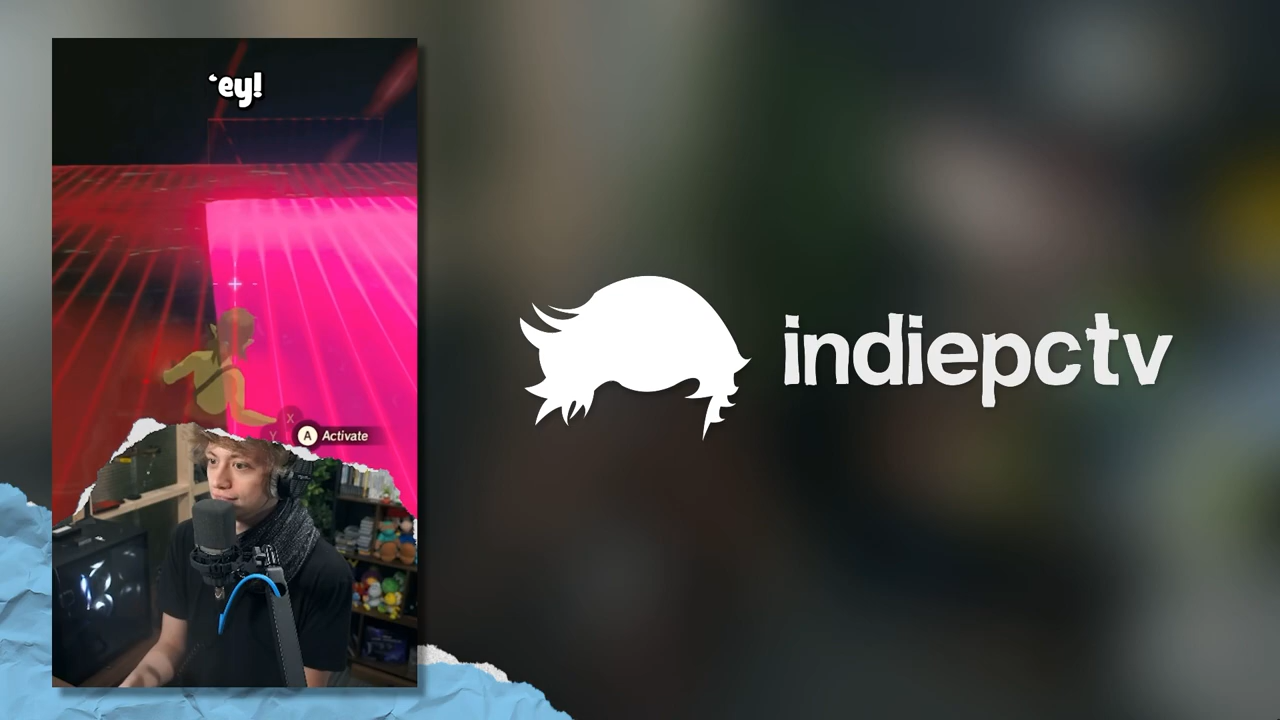 ‘ey!
X
Y
A Activate
indiepctv